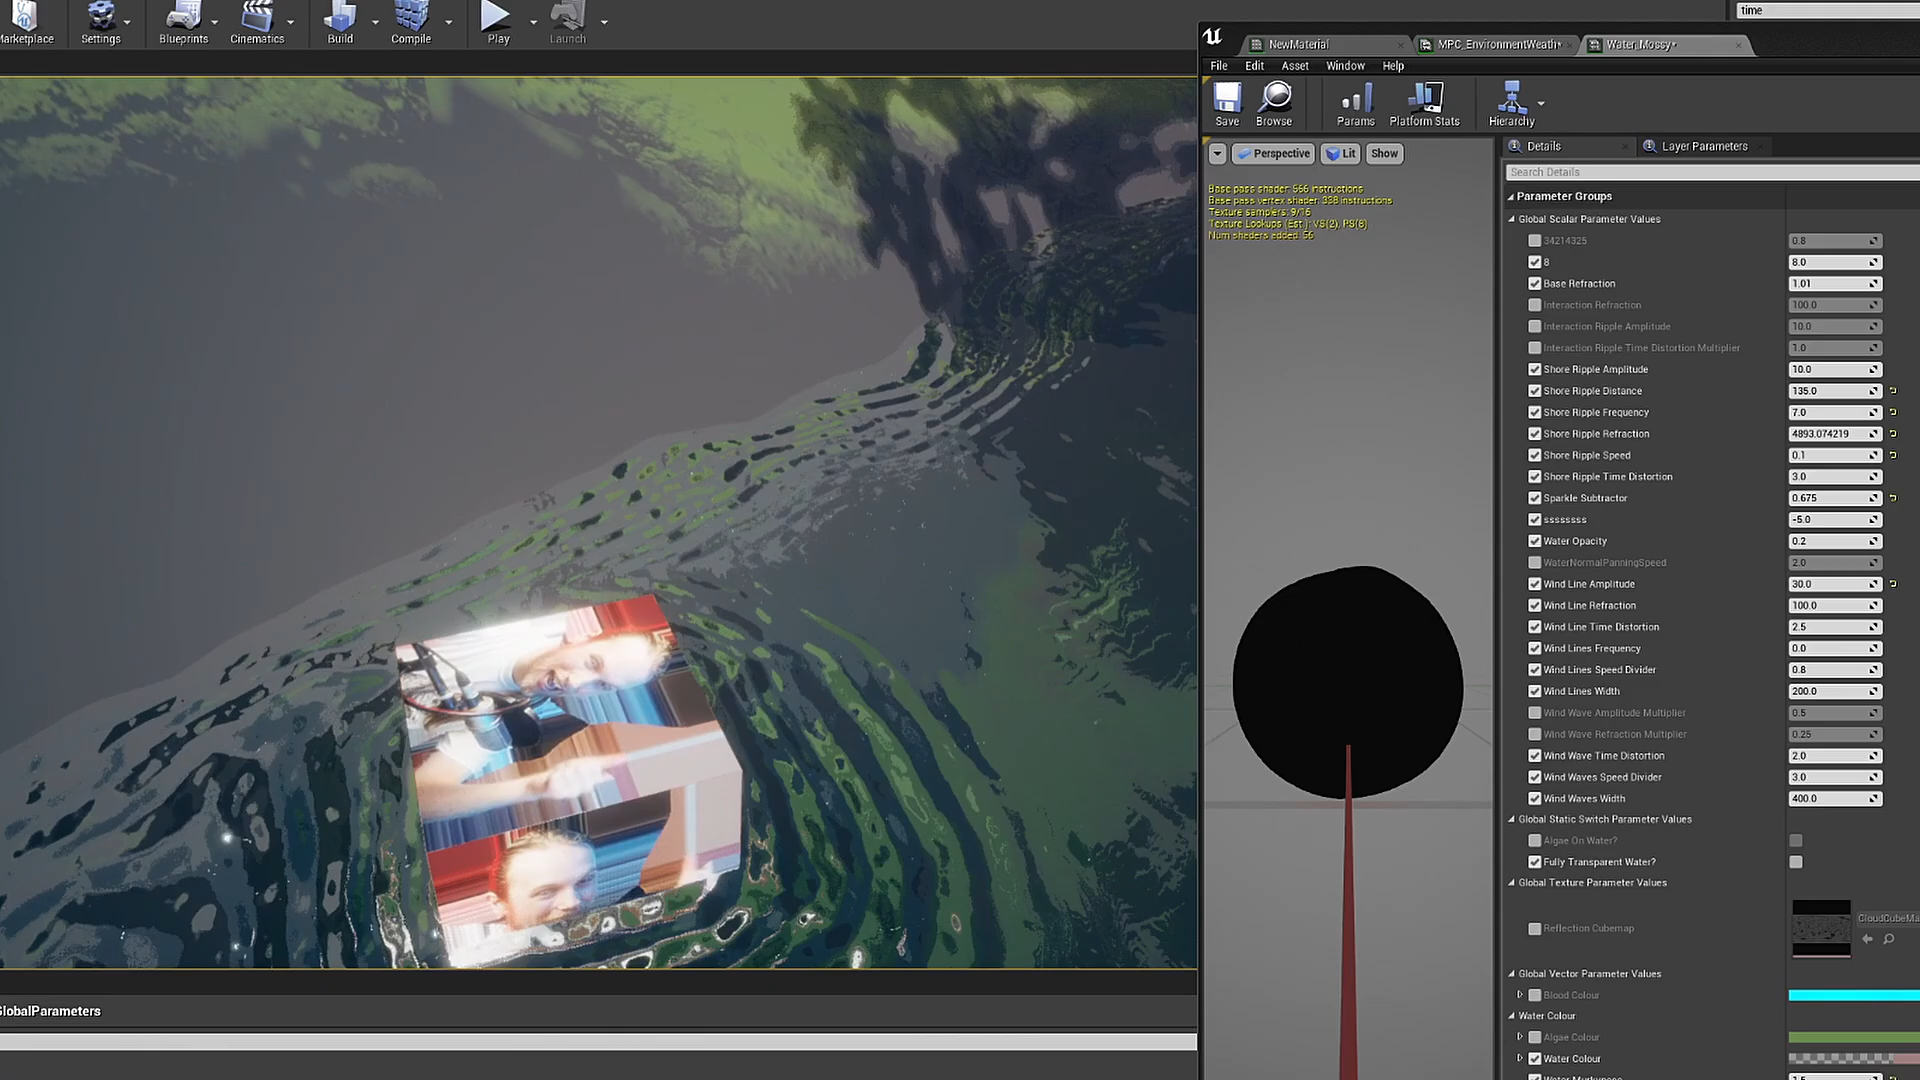 time
Marketplace
Settings
Blueprints
Cinematics
Build
Compile
Play
Launch
NewMaterial
MPC_EnvironmentWeath*
Water_Mossy*
File
Edit
Asset
Window
Help
Save
Browse
Params
Platform Stats
Hierarchy
Perspective
Lit
Show
Details
Layer Parameters
Search Details
Base pass shader: 566 instructions
Base pass vertex shader: 338 instructions
Texture samplers: 9/16
Texture Lookups (Est.): VS(2), PS(8)
Num shaders added: 56
Parameter Groups
Global Scalar Parameter Values
34214325 0.8
8 8.0
Base Refraction 1.01
Interaction Refraction 100.0
Interaction Ripple Amplitude 10.0
Interaction Ripple Time Distortion Multiplier 1.0
Shore Ripple Amplitude 10.0
Shore Ripple Distance 135.0
Shore Ripple Frequency 7.0
Shore Ripple Refraction 4893.074219
Shore Ripple Speed 0.1
Shore Ripple Time Distortion 3.0
Sparkle Subtractor 0.675
ssssssss -5.0
Water Opacity 0.2
WaterNormalPanningSpeed 2.0
Wind Line Amplitude 30.0
Wind Line Refraction 100.0
Wind Line Time Distortion 2.5
Wind Lines Frequency 0.0
Wind Lines Speed Divider 0.8
Wind Lines Width 200.0
Wind Wave Amplitude Multiplier 0.5
Wind Wave Refraction Multiplier 0.25
Wind Wave Time Distortion 2.0
Wind Waves Speed Divider 3.0
Wind Waves Width 400.0
Global Static Switch Parameter Values
Algae On Water?
Fully Transparent Water?
Global Texture Parameter Values
Reflection Cubemap
CloudCubeMa
Global Vector Parameter Values
Blood Colour
Water Colour
Algae Colour
Water Colour
GlobalParameters